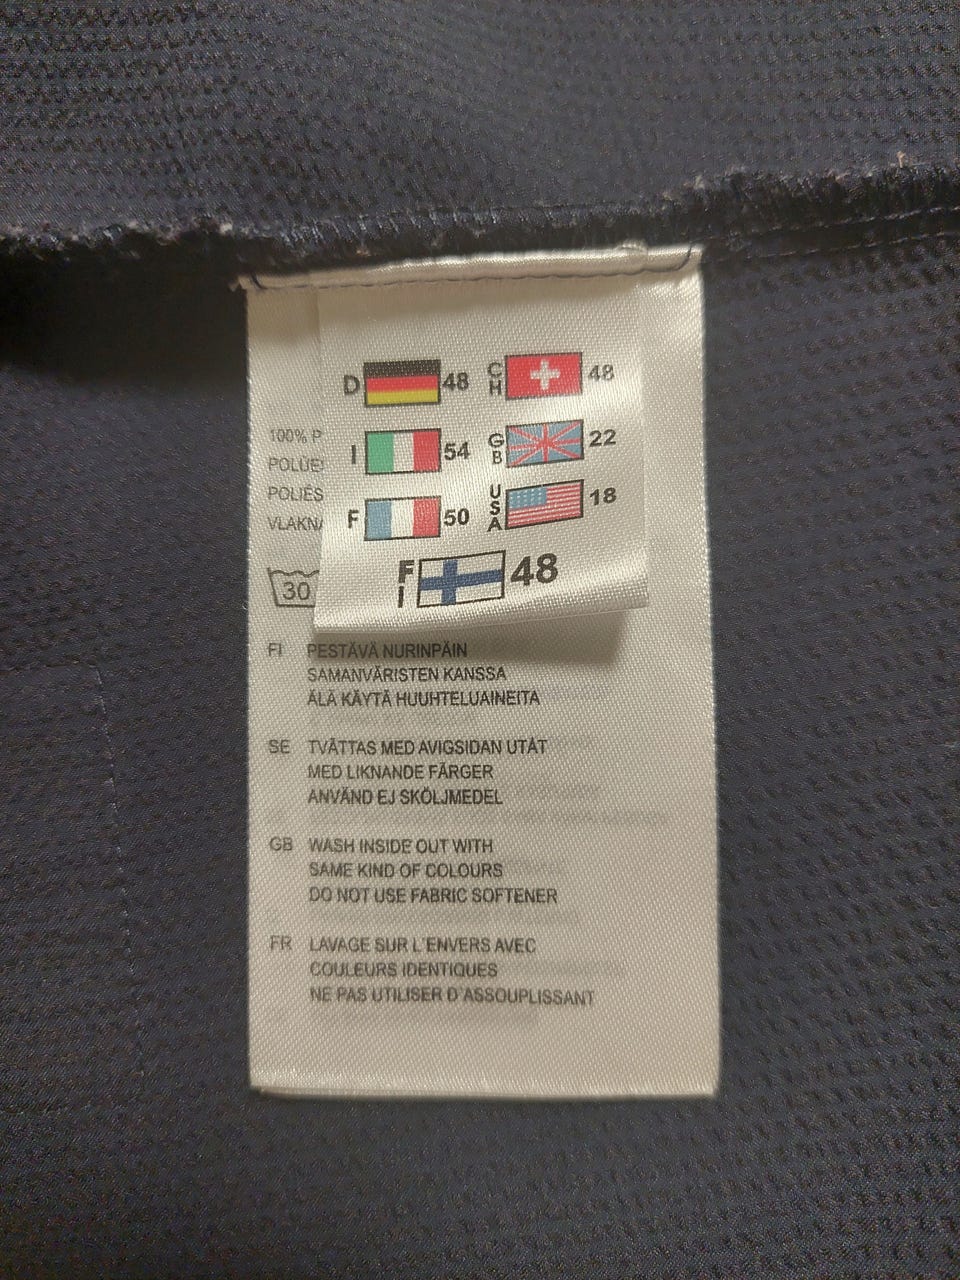 D 48 CH 48
I 54 GB 22
F 50 USA 18
FI 48
100% P
POLIÉS
30
FI PESTÄVÄ NURINPÄIN
SAMANVÄRISTEN KANSSA
ÄLÄ KÄYTÄ HUUHTELUAINEITA
SE TVÄTTAS MED AVIGSIDAN UTÅT
MED LIKNANDE FÄRGER
ANVÄND EJ SKÖLJMEDEL
GB WASH INSIDE OUT WITH
SAME KIND OF COLOURS
DO NOT USE FABRIC SOFTENER
FR LAVAGE SUR L'ENVERS AVEC
COULEURS IDENTIQUES
NE PAS UTILISER D'ASSOUPLISSANT